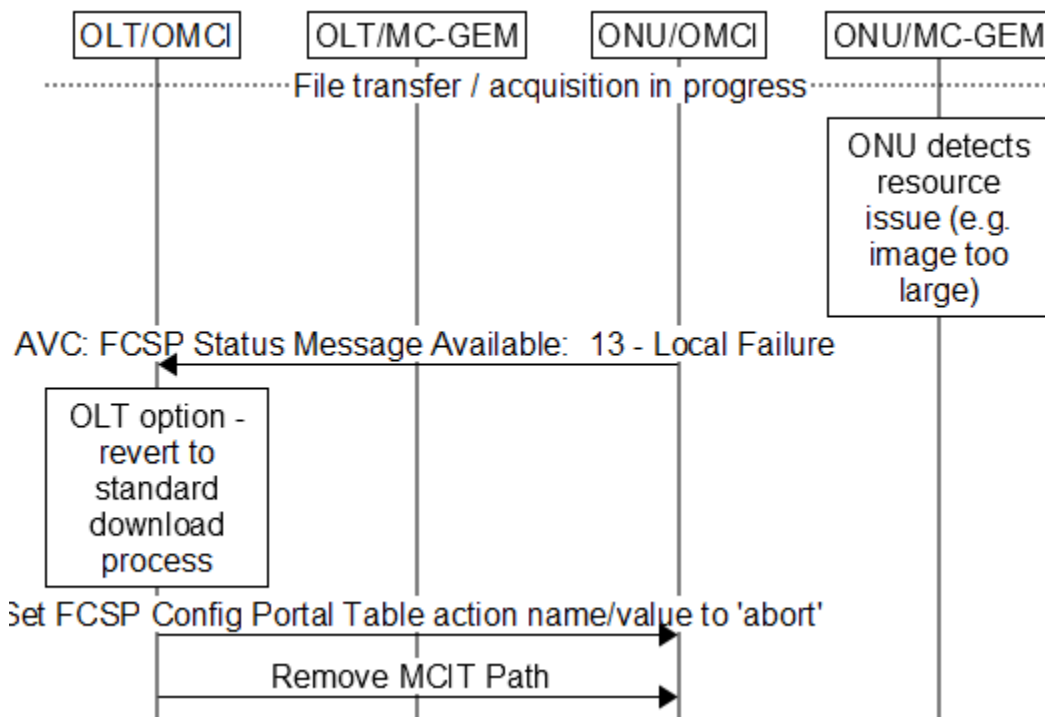 OLT/OMCI OLT/MC-GEM ONU/OMCI ONU/MC-GEM
File transfer / acquisition in progress
ONU detects
resource
issue (e.g.
image too
large)
AVC: FCSP Status Message Available:  13 - Local Failure
OLT option -
revert to
standard
download
process
Set FCSP Config Portal Table action name/value to 'abort'
Remove MCIT Path